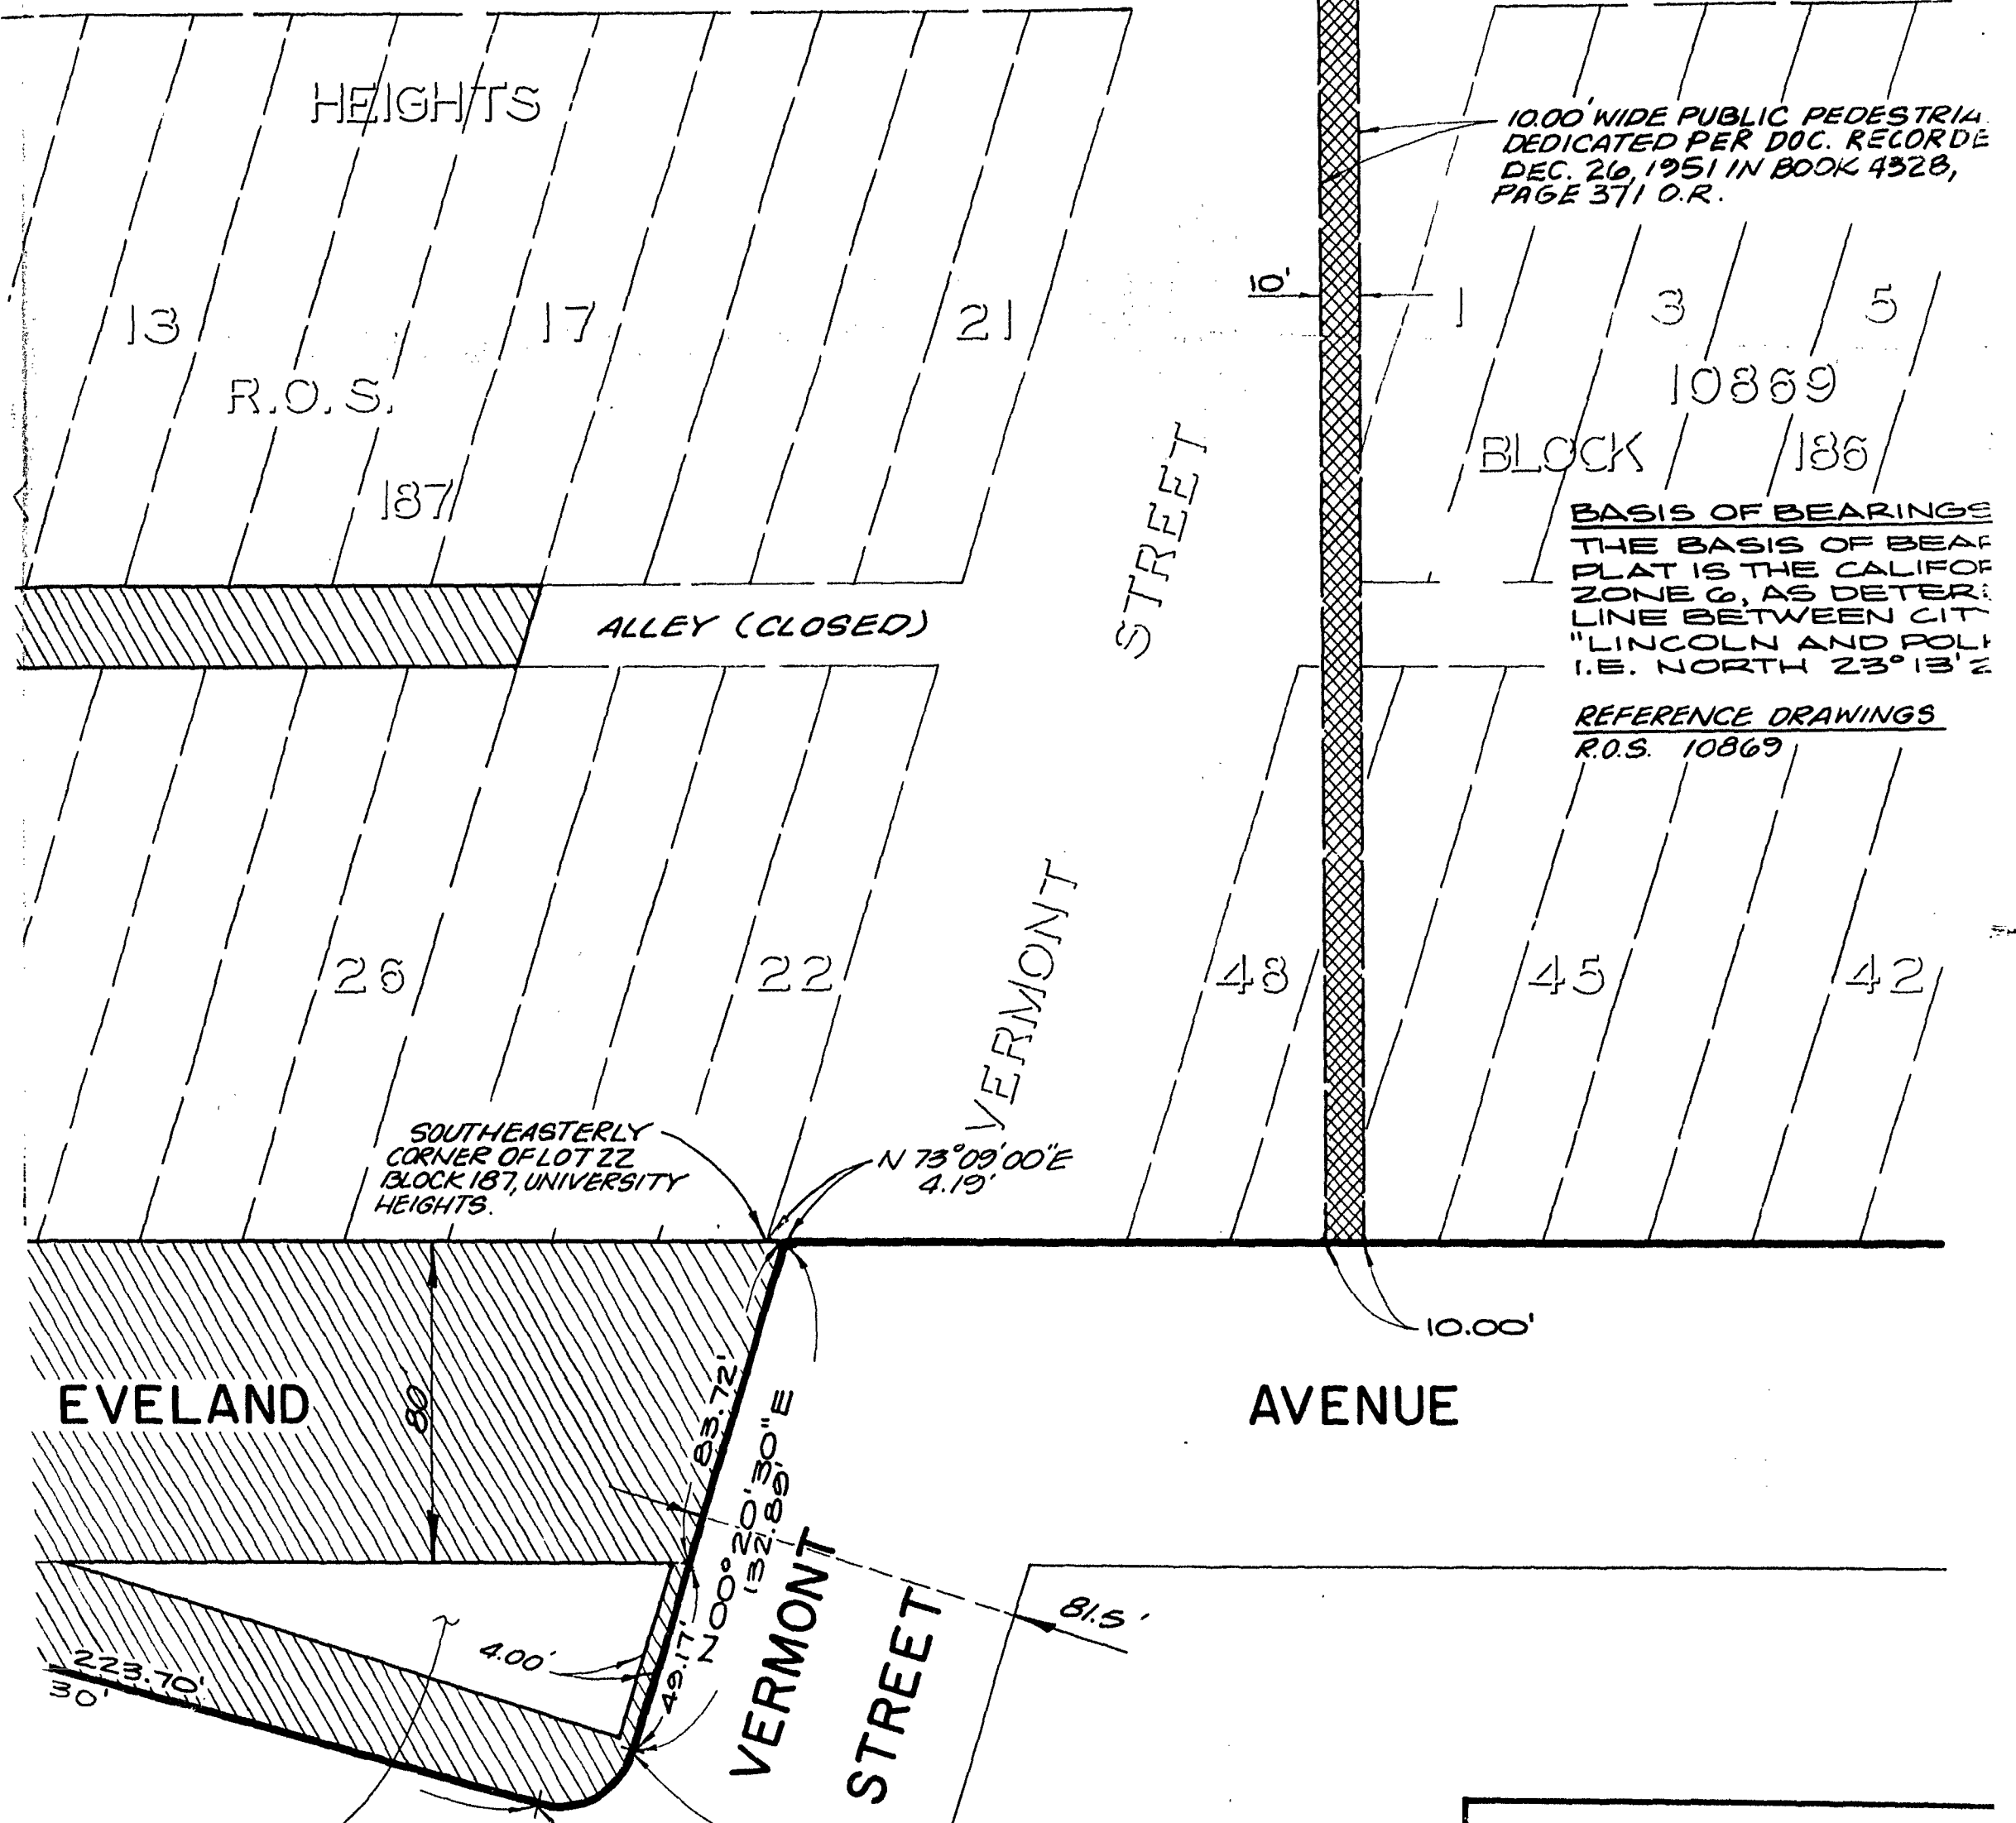 HEIGHTS
10.00' WIDE PUBLIC PEDESTRIA
DEDICATED PER DOC. RECORDE
DEC. 26, 1951 IN BOOK 4328,
PAGE 371 O.R.
10'
13
17
21
1
3
5
R.O.S.
10869
187
BLOCK 186
STREET
BASIS OF BEARINGS
THE BASIS OF BEAR
PLAT IS THE CALIFOR
ZONE 6, AS DETER
LINE BETWEEN CIT
"LINCOLN AND POL
I.E. NORTH 23°13'2
ALLEY (CLOSED)
REFERENCE DRAWINGS
R.O.S. 10869
26
22
48
45
42
VERMONT
SOUTHEASTERLY
CORNER OF LOT 22
BLOCK 187, UNIVERSITY
HEIGHTS.
N 73°09'00"E
4.19'
10.00'
EVELAND
80
AVENUE
83.72'
N 00°20'30"E
132.89'
49.17'
4.00'
VERMONT
STREET
81.5'
223.70'
30'